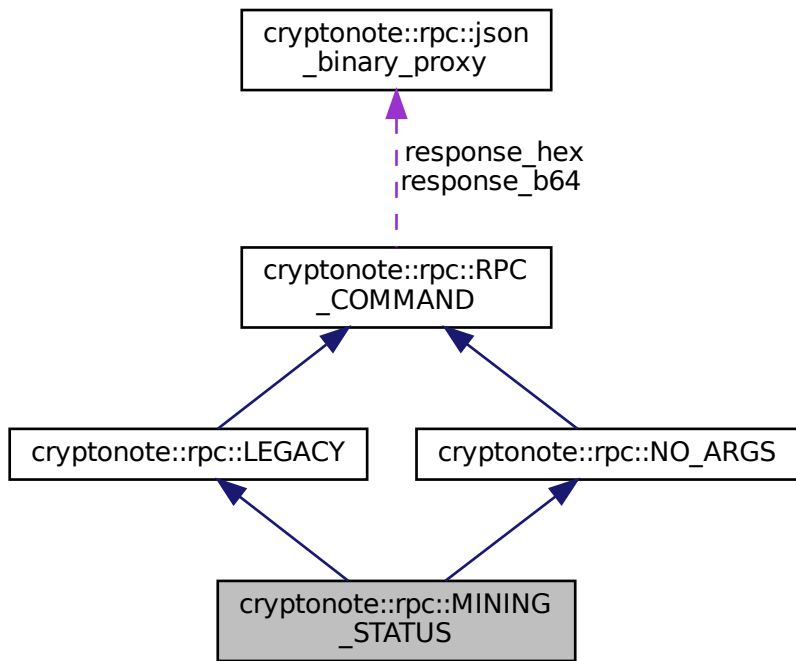 cryptonote::rpc::json
_binary_proxy
response_hex
response_b64
cryptonote::rpc::RPC
_COMMAND
cryptonote::rpc::LEGACY
cryptonote::rpc::NO_ARGS
cryptonote::rpc::MINING
_STATUS